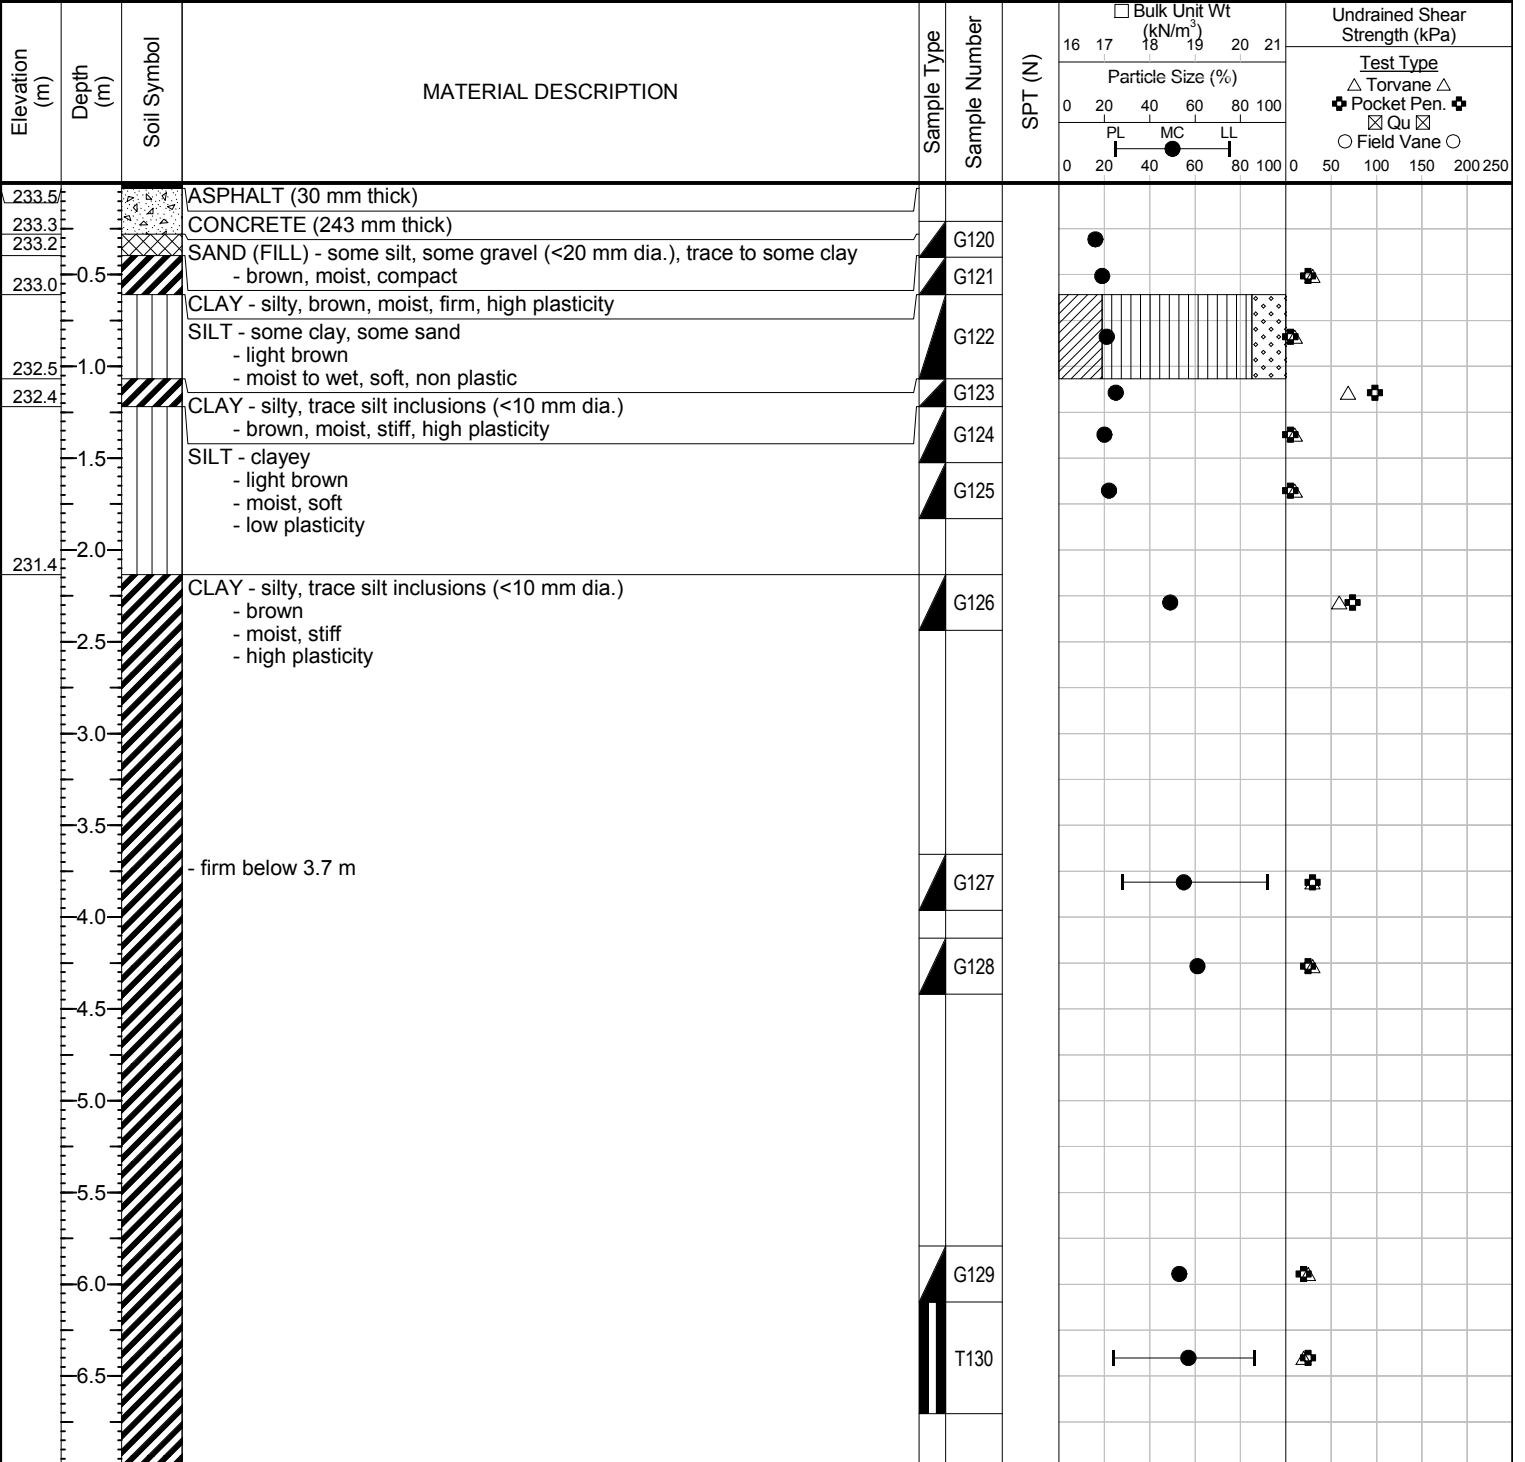 Elevation (m)
Depth (m)
Soil Symbol
MATERIAL DESCRIPTION
Sample Type
Sample Number
SPT (N)
□ Bulk Unit Wt
(kN/m³)
16 17 18 19 20 21
Particle Size (%)
0 20 40 60 80 100
PL MC LL
0 20 40 60 80 100
Undrained Shear
Strength (kPa)
Test Type
△ Torvane △
Pocket Pen.
☒ Qu ☒
○ Field Vane ○
0 50 100 150 200 250
233.5
ASPHALT (30 mm thick)
233.3
CONCRETE (243 mm thick)
233.2
SAND (FILL) - some silt, some gravel (<20 mm dia.), trace to some clay
G120
0.5
- brown, moist, compact
G121
233.0
CLAY - silty, brown, moist, firm, high plasticity
SILT - some clay, some sand
G122
- light brown
1.0
232.5
- moist to wet, soft, non plastic
232.4
G123
CLAY - silty, trace silt inclusions (<10 mm dia.)
- brown, moist, stiff, high plasticity
G124
1.5
SILT - clayey
- light brown
G125
- moist, soft
- low plasticity
2.0
231.4
CLAY - silty, trace silt inclusions (<10 mm dia.)
G126
- brown
- moist, stiff
2.5
- high plasticity
3.0
3.5
- firm below 3.7 m
G127
4.0
G128
4.5
5.0
5.5
G129
6.0
T130
6.5